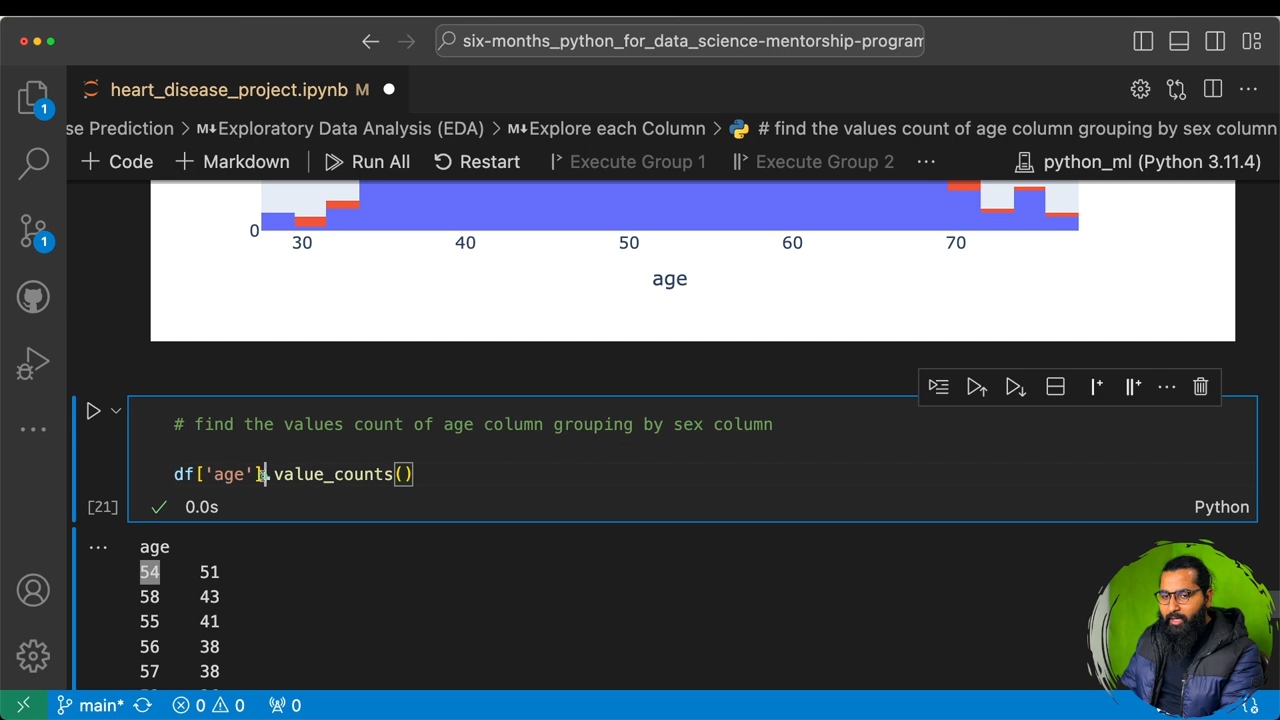 six-months_python_for_data_science-mentorship-program
1
heart_disease_project.ipynb M
se Prediction > M↓Exploratory Data Analysis (EDA) > M↓Explore each Column > # find the values count of age column grouping by sex column
+ Code + Markdown Run All Restart Execute Group 1 Execute Group 2 ... python_ml (Python 3.11.4)
1
0
30 40 50 60 70
age
# find the values count of age column grouping by sex column
df['age'].value_counts()
[21] 0.0s Python
age
54 51
58 43
55 41
56 38
57 38
main* 0 0 0